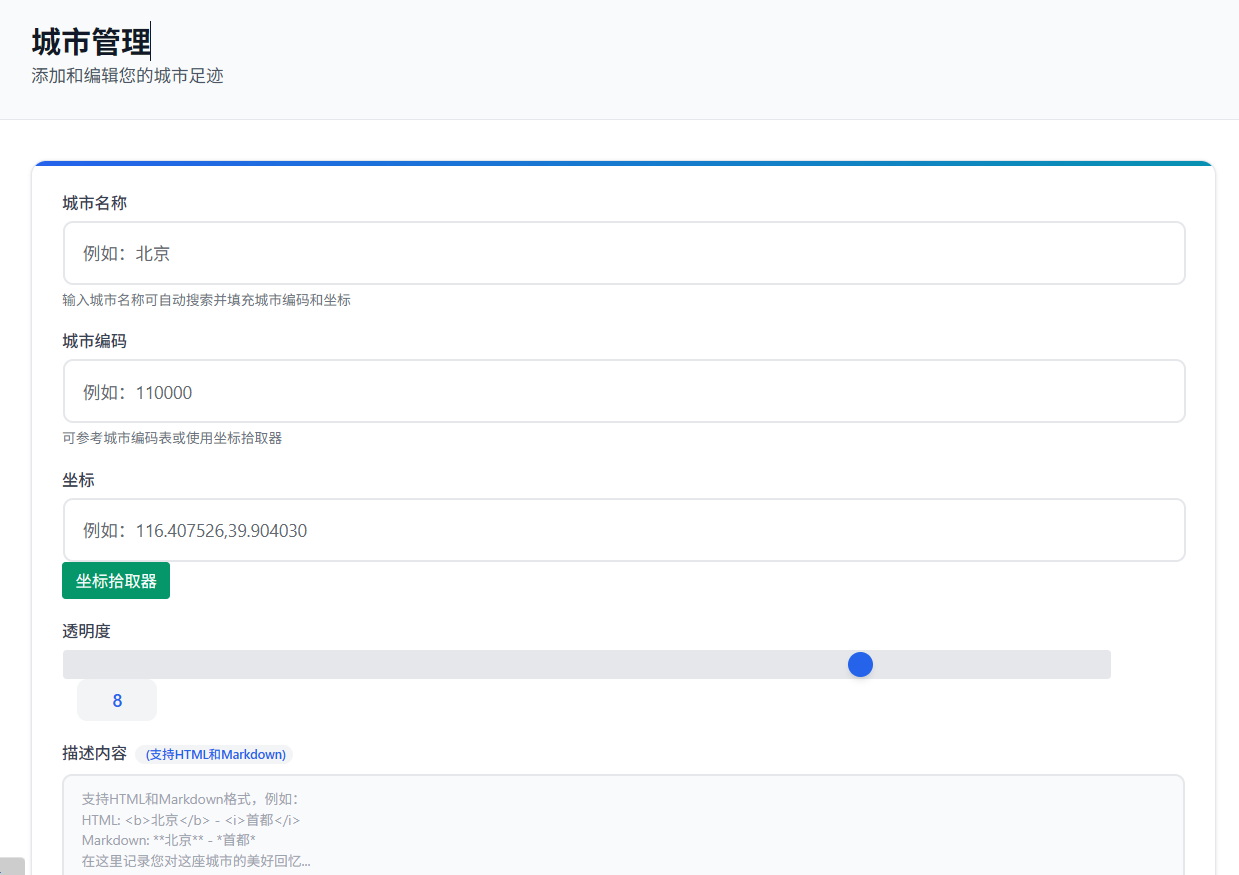 城市管理
添加和编辑您的城市足迹
城市名称
例如：北京
输入城市名称可自动搜索并填充城市编码和坐标
城市编码
例如：110000
可参考城市编码表或使用坐标拾取器
坐标
例如：116.407526,39.904030
坐标拾取器
透明度
8
描述内容 (支持HTML和Markdown)
支持HTML和Markdown格式，例如：
HTML: <b>北京</b> - <i>首都</i>
Markdown: **北京** - *首都*
在这里记录您对这座城市的美好回忆...